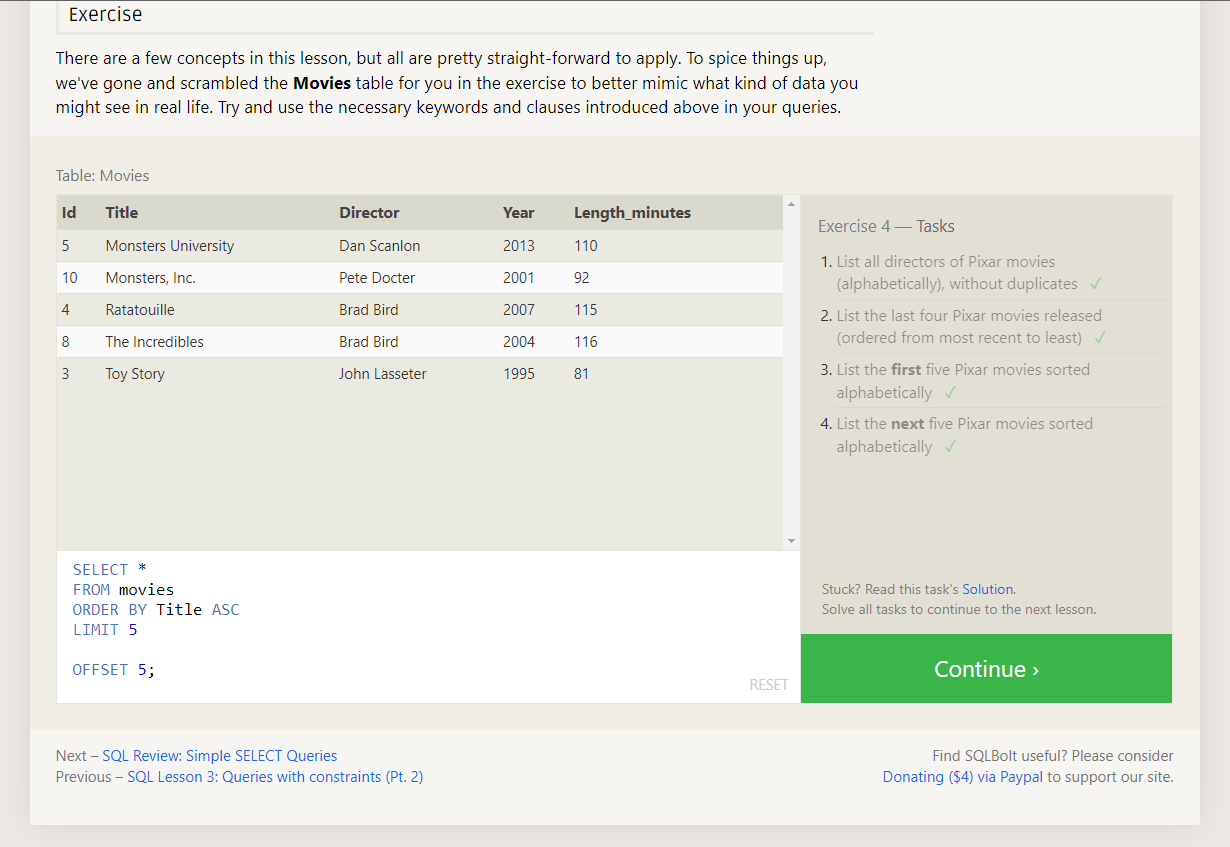 Exercise
There are a few concepts in this lesson, but all are pretty straight-forward to apply. To spice things up,
we've gone and scrambled the Movies table for you in the exercise to better mimic what kind of data you
might see in real life. Try and use the necessary keywords and clauses introduced above in your queries.
Table: Movies
Id Title Director Year Length_minutes
5 Monsters University Dan Scanlon 2013 110
10 Monsters, Inc. Pete Docter 2001 92
4 Ratatouille Brad Bird 2007 115
8 The Incredibles Brad Bird 2004 116
3 Toy Story John Lasseter 1995 81
SELECT *
FROM movies
ORDER BY Title ASC
LIMIT 5
OFFSET 5;
RESET
Exercise 4 — Tasks
1. List all directors of Pixar movies
(alphabetically), without duplicates ✓
2. List the last four Pixar movies released
(ordered from most recent to least) ✓
3. List the first five Pixar movies sorted
alphabetically ✓
4. List the next five Pixar movies sorted
alphabetically ✓
Stuck? Read this task's Solution.
Solve all tasks to continue to the next lesson.
Continue ›
Next – SQL Review: Simple SELECT Queries
Previous – SQL Lesson 3: Queries with constraints (Pt. 2)
Find SQLBolt useful? Please consider
Donating ($4) via Paypal to support our site.